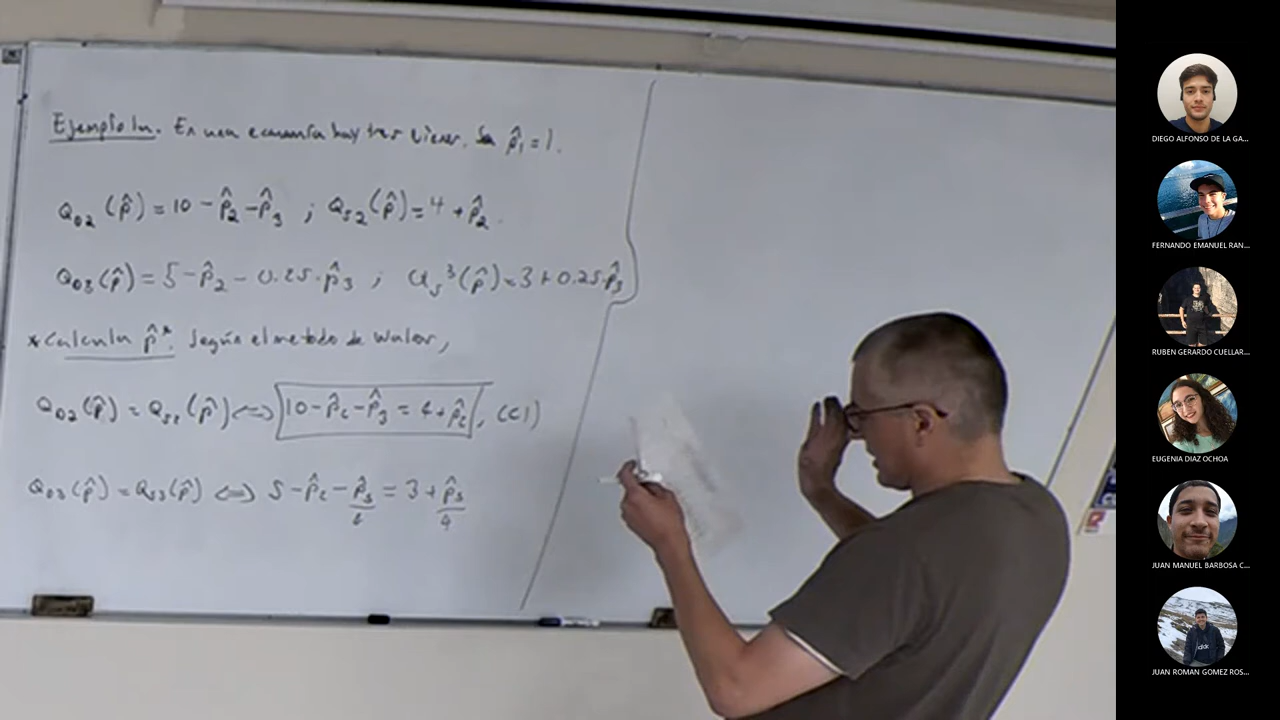 Ejemplo 1n. En una economía hay tres vienes. Sea p̂₁ = 1.
Q_D2 (p̂) = 10 - p̂₂ - p̂₃ ; Q_S2 (p̂) = 4 + p̂₂.
Q_D3 (p̂) = 5 - p̂₂ - 0.25·p̂₃ ; Q_S³ (p̂) = 3 + 0.25·p̂₃
*Calcula p̂*. Según el metodo de Walras,
Q_D2 (p̂) = Q_S2 (p̂) ⟺ 10 - p̂₂ - p̂₃ = 4 + p̂₂, (C1)
Q_D3 (p̂) = Q_S3 (p̂) ⟺ 5 - p̂₂ - p̂₃/4 = 3 + p̂₃/4
DIEGO ALFONSO DE LA GA...
FERNANDO EMANUEL RAN...
RUBEN GERARDO CUELLAR...
EUGENIA DIAZ OCHOA
JUAN MANUEL BARBOSA C...
JUAN ROMAN GOMEZ ROS...